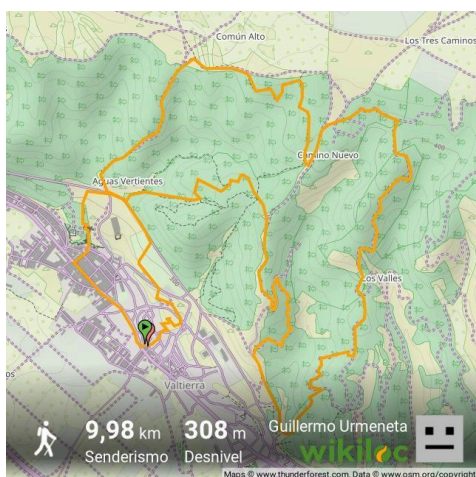 Común Alto
Los Tres Caminos
Camino Nuevo
Aguas Vertientes
Los Valles
Valtierra
os
9,98 km
Senderismo
308 m
Desnivel
Guillermo Urmeneta
wikiloc
Maps © www.thunderforest.com, Data © www.osm.org/copyright